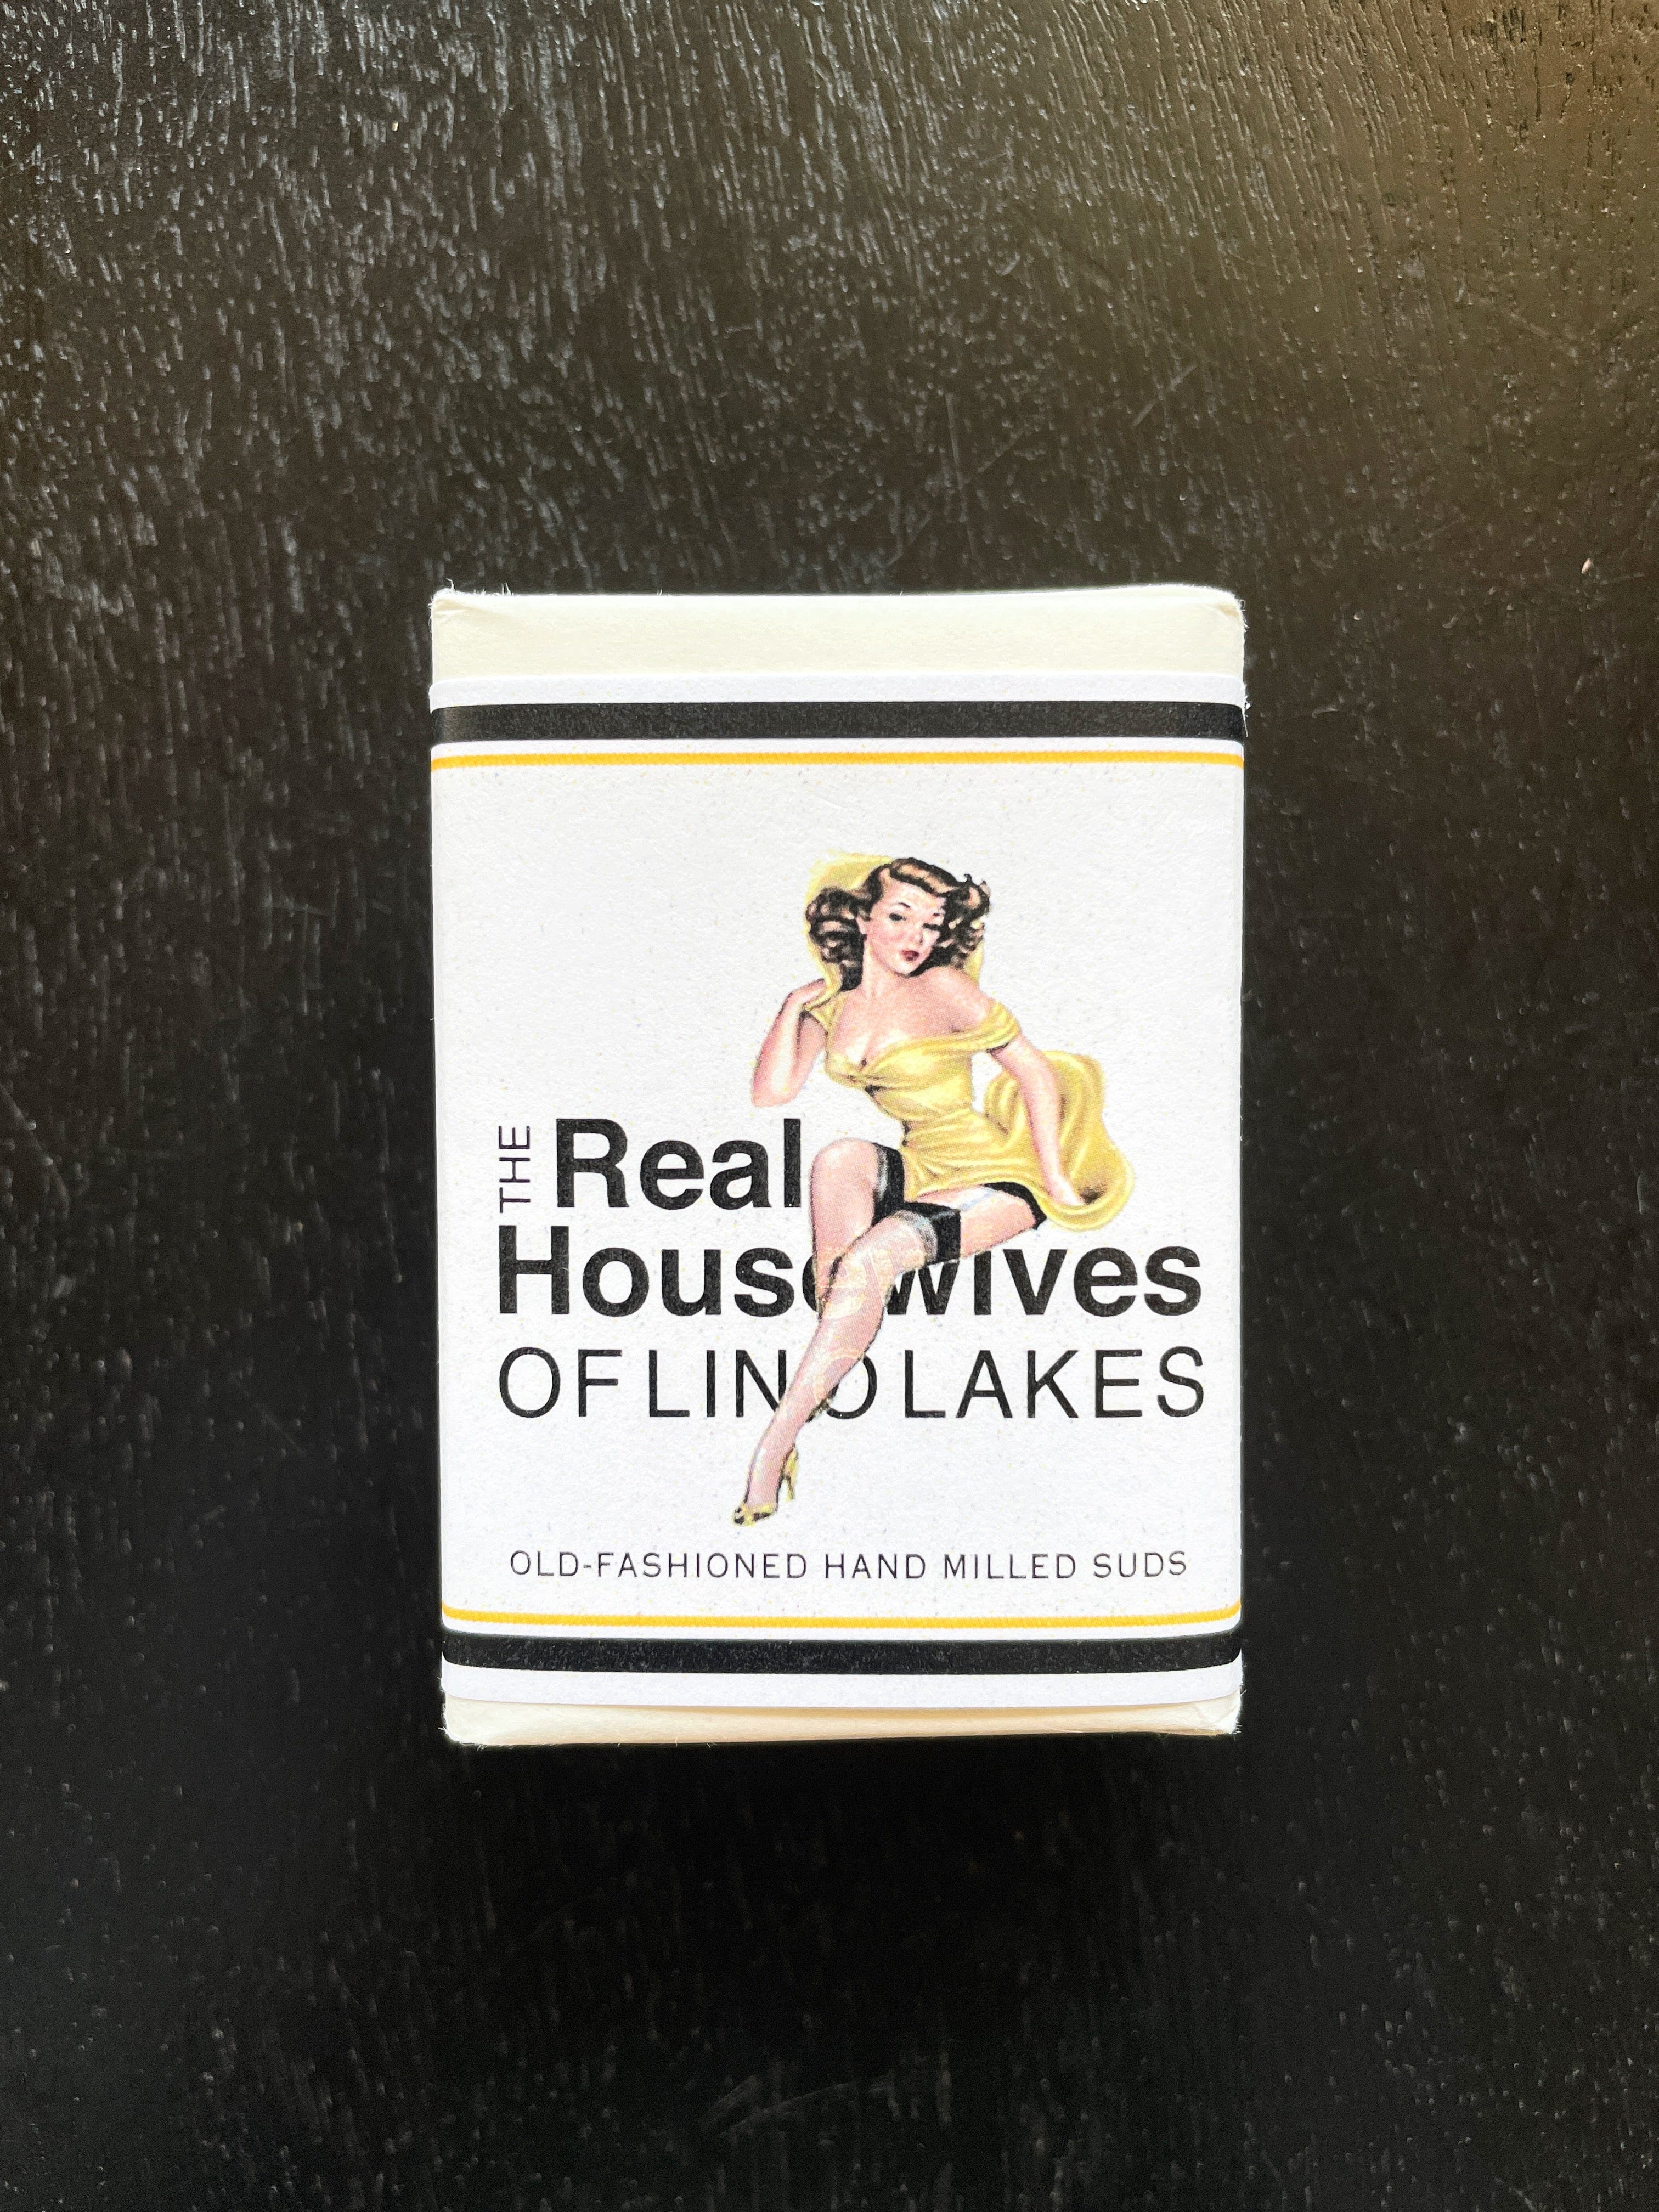 THE Real
Housewives
OF LINO LAKES
OLD-FASHIONED HAND MILLED SUDS